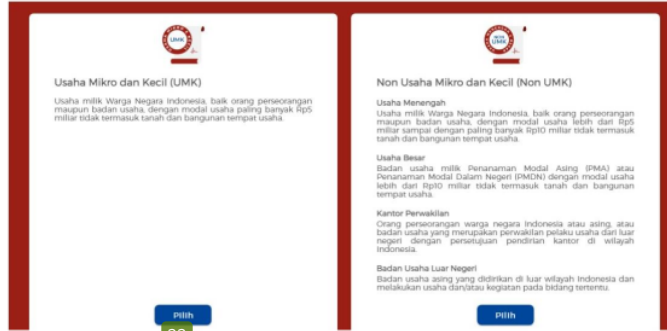 UMK
Usaha Mikro dan Kecil (UMK)
Usaha milik Warga Negara Indonesia, baik orang perseorangan
maupun badan usaha, dengan modal usaha paling banyak Rp5
miliar tidak termasuk tanah dan bangunan tempat usaha.
Pilih
NON
UMK
Non Usaha Mikro dan Kecil (Non UMK)
Usaha Menengah
Usaha milik Warga Negara Indonesia, baik orang perseorangan
maupun badan usaha, dengan modal usaha lebih dari Rp5
miliar sampai dengan paling banyak Rp10 miliar tidak termasuk
tanah dan bangunan tempat usaha.
Usaha Besar
Badan usaha milik Penanaman Modal Asing (PMA) atau
Penanaman Modal Dalam Negeri (PMDN) dengan modal usaha
lebih dari Rp10 miliar tidak termasuk tanah dan bangunan
tempat usaha.
Kantor Perwakilan
Orang perseorangan warga negara Indonesia atau asing, atau
badan usaha yang merupakan perwakilan pelaku usaha dari luar
negeri dengan persetujuan pendirian kantor di wilayah
Indonesia.
Badan Usaha Luar Negeri
Badan usaha asing yang didirikan di luar wilayah Indonesia dan
melakukan usaha dan/atau kegiatan pada bidang tertentu.
Pilih